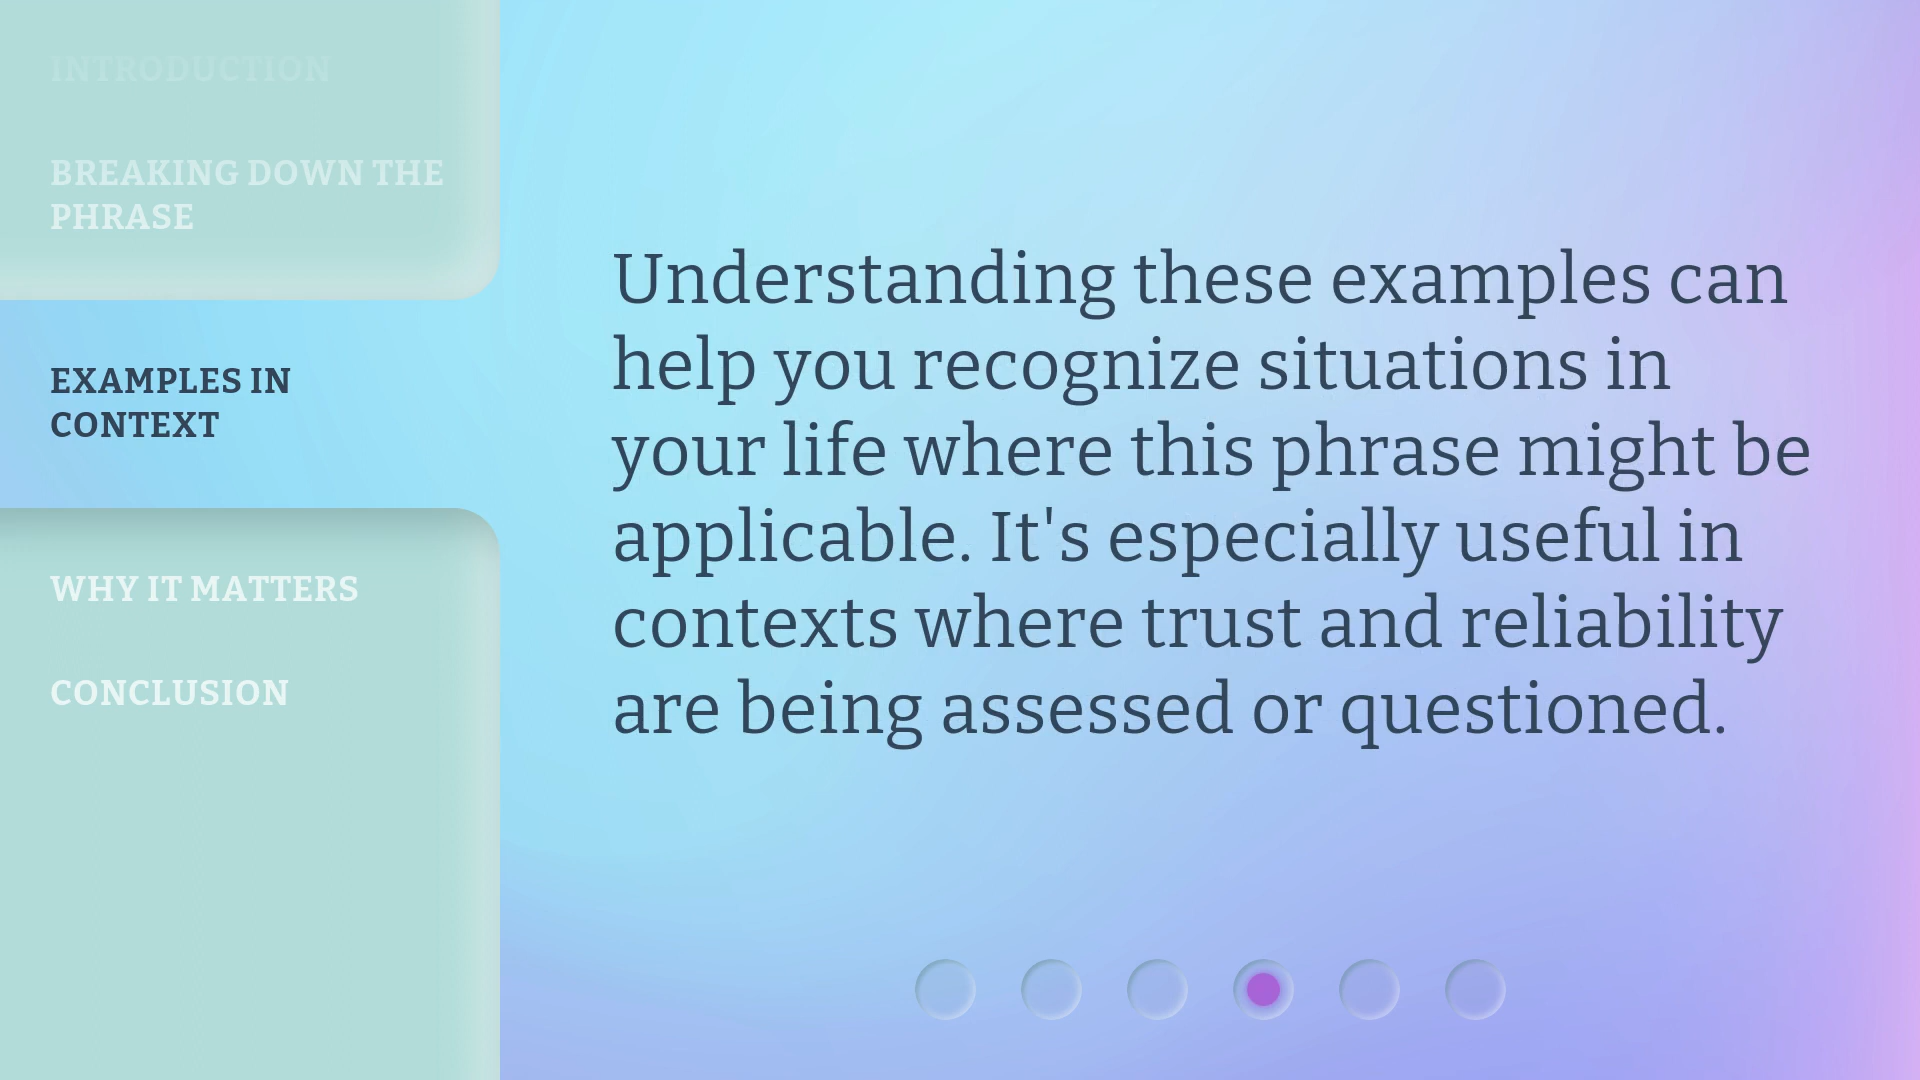 INTRODUCTION
BREAKING DOWN THE
PHRASE
EXAMPLES IN
CONTEXT
WHY IT MATTERS
CONCLUSION
Understanding these examples can
help you recognize situations in
your life where this phrase might be
applicable. It's especially useful in
contexts where trust and reliability
are being assessed or questioned.